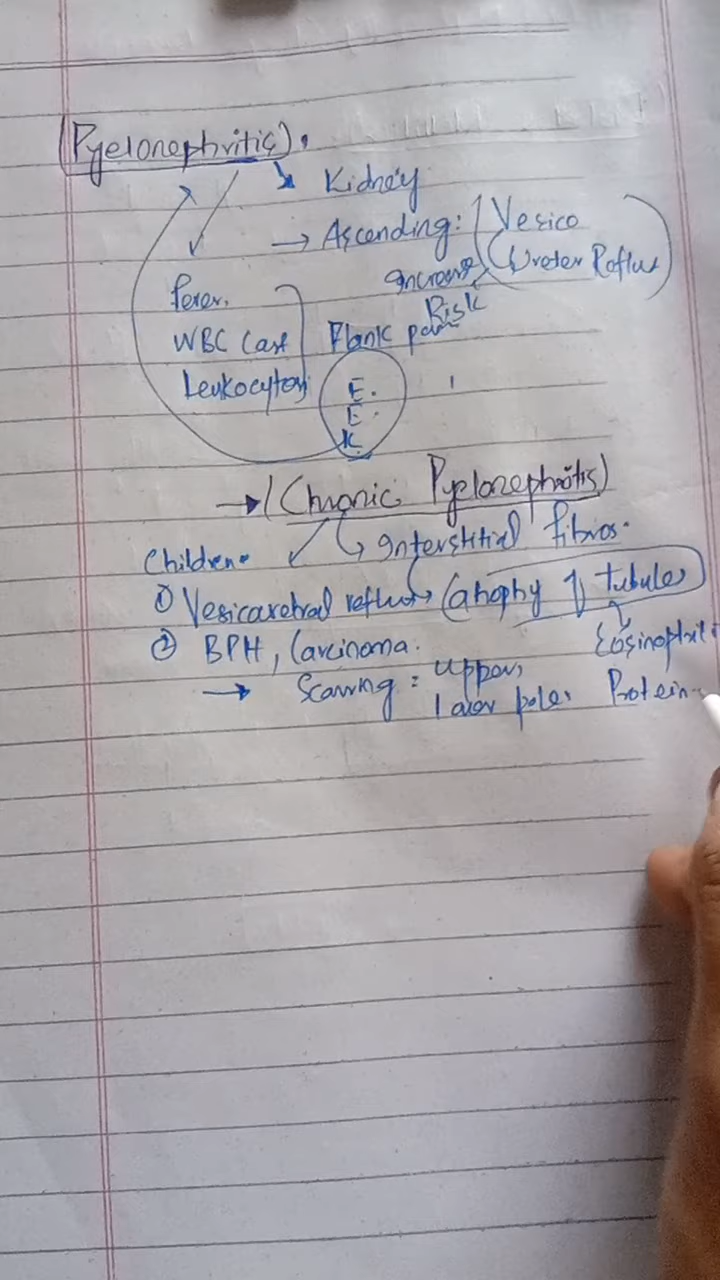 (Pyelonephritis).
Kidney
→ Ascending: Vesico
(Ureter Reflux)
Increase
Risk
fever.
WBC Cast
Flank pain
Leukocytosis
E.
E.
K
→ (Chronic Pyelonephritis)
Children
Interstitial fibros.
① Vesicouretral reflux → (atrophy of tubules)
② BPH, Carcinoma.
Eosinophili
→ Scarring: upper,
lower poles
Protein